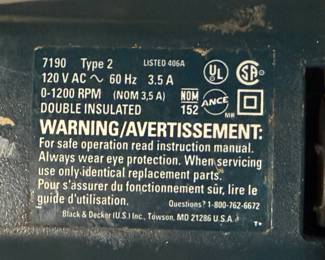 7190 Type 2 LISTED 406A
120 V AC ~ 60 Hz 3.5 A
0-1200 RPM (NOM 3,5 A)
DOUBLE INSULATED
UL SA
NOM
152 ANCE MR
WARNING/AVERTISSEMENT:
For safe operation read instruction manual.
Always wear eye protection. When servicing
use only identical replacement parts.
Pour s'assurer du fonctionnement sûr, lire le
guide d'utilisation. Questions? 1-800-762-6672
Black & Decker (U.S.) Inc., Towson, MD 21286 U.S.A.